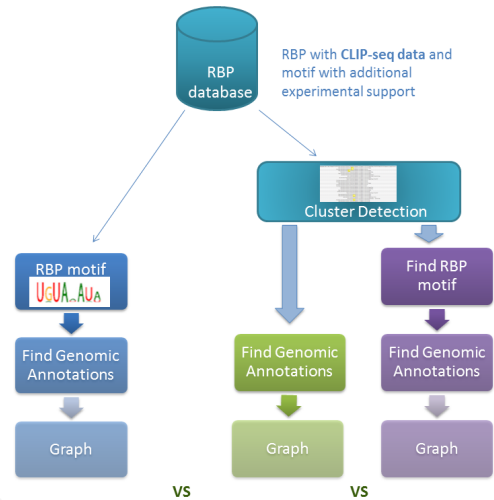 RBP
database
RBP with CLIP-seq data and
motif with additional
experimental support
Cluster Detection
RBP motif
UGUA AUA
Find RBP
motif
Find Genomic
Annotations
Find Genomic
Annotations
Find Genomic
Annotations
Graph
Graph
Graph
VS
VS